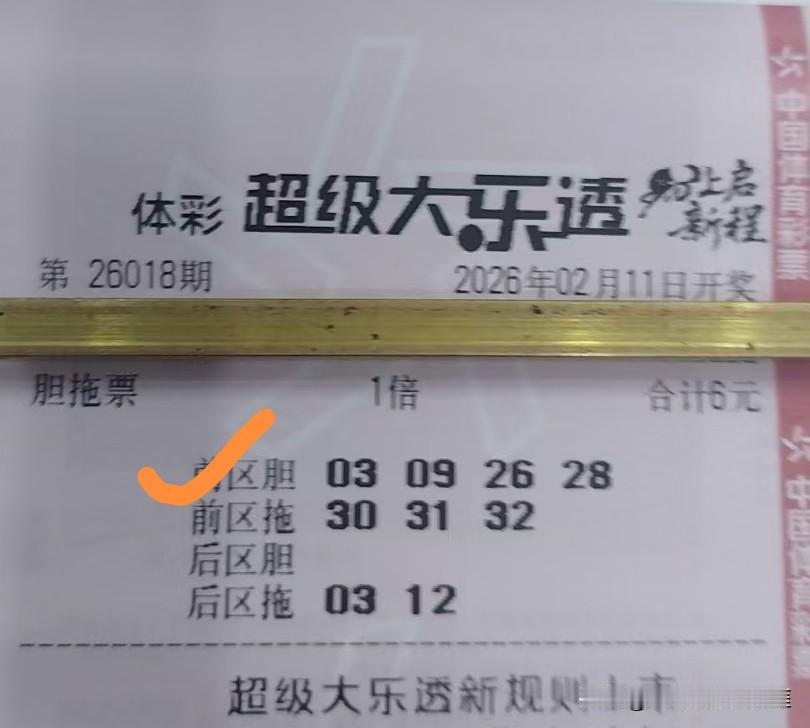 体彩 超级大乐透
上启
新程
第 26018期 2026年02月11日开奖
胆拖票 1倍 合计6元
前区胆 03 09 26 28
前区拖 30 31 32
后区胆
后区拖 03 12
超级大乐透新规则上市
中国体育彩票
中国体育彩票